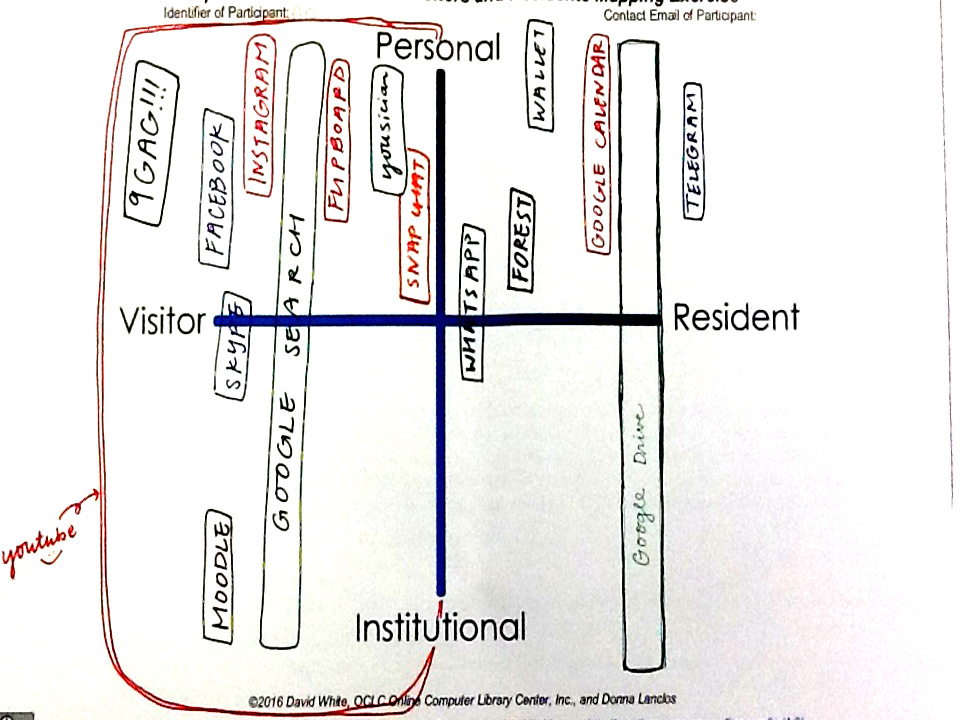 Mapping Exercise
Identifier of Participant:
Contact Email of Participant:
Personal
9GAG!!!
FACEBOOK
INSTAGRAM
GOOGLE SEARCH
FLIPBOARD
yousician
SNAPCHAT
WHATSAPP
FOREST
WALLET
GOOGLE CALENDAR
TELEGRAM
Visitor
Resident
SKYPE
Google Drive
youtube
MOODLE
Institutional
©2016 David White, OCLC Online Computer Library Center, Inc., and Donna Lanclos